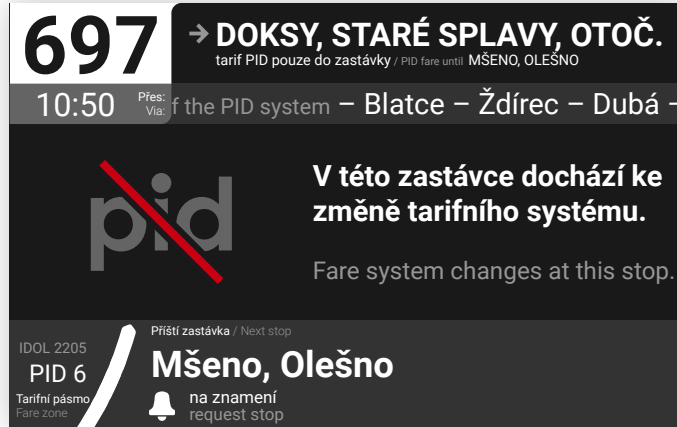 697
→ DOKSY, STARÉ SPLAVY, OTOČ.
tarif PID pouze do zastávky / PID fare until MŠENO, OLEŠNO
10:50
Přes:
Via:
f the PID system – Blatce – Ždírec – Dubá –
pid
V této zastávce dochází ke
změně tarifního systému.
Fare system changes at this stop.
IDOL 2205
PID 6
Tarifní pásmo
Fare zone
Příští zastávka / Next stop
Mšeno, Olešno
na znamení
request stop